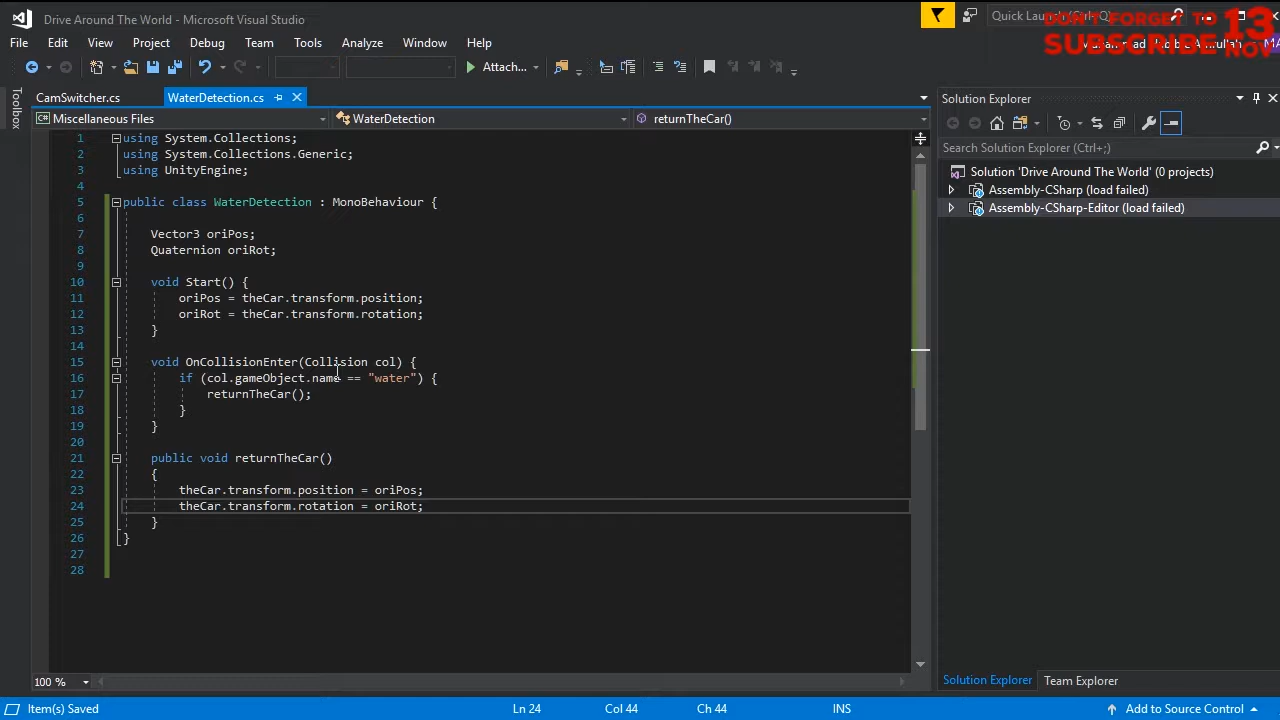 Drive Around The World - Microsoft Visual Studio
Quick Launch (Ctrl+Q)
DON'T FORGET TO
SUBSCRIBE
13
NOV
File Edit View Project Debug Team Tools Analyze Window Help
Attach...
Toolbox
CamSwitcher.cs
WaterDetection.cs
Miscellaneous Files
WaterDetection
returnTheCar()
1 using System.Collections;
2 using System.Collections.Generic;
3 using UnityEngine;
4
5 public class WaterDetection : MonoBehaviour {
6
7 Vector3 oriPos;
8 Quaternion oriRot;
9
10 void Start() {
11 oriPos = theCar.transform.position;
12 oriRot = theCar.transform.rotation;
13 }
14
15 void OnCollisionEnter(Collision col) {
16 if (col.gameObject.name == "water") {
17 returnTheCar();
18 }
19 }
20
21 public void returnTheCar()
22 {
23 theCar.transform.position = oriPos;
24 theCar.transform.rotation = oriRot;
25 }
26 }
27
28
100 %
Solution Explorer
Search Solution Explorer (Ctrl+;)
Solution 'Drive Around The World' (0 projects)
Assembly-CSharp (load failed)
Assembly-CSharp-Editor (load failed)
Solution Explorer
Team Explorer
Item(s) Saved
Ln 24
Col 44
Ch 44
INS
Add to Source Control